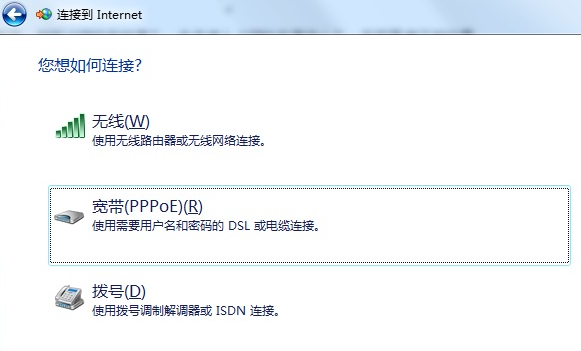 连接到 Internet
您想如何连接?
无线(W)
使用无线路由器或无线网络连接。
宽带(PPPoE)(R)
使用需要用户名和密码的 DSL 或电缆连接。
拨号(D)
使用拨号调制解调器或 ISDN 连接。